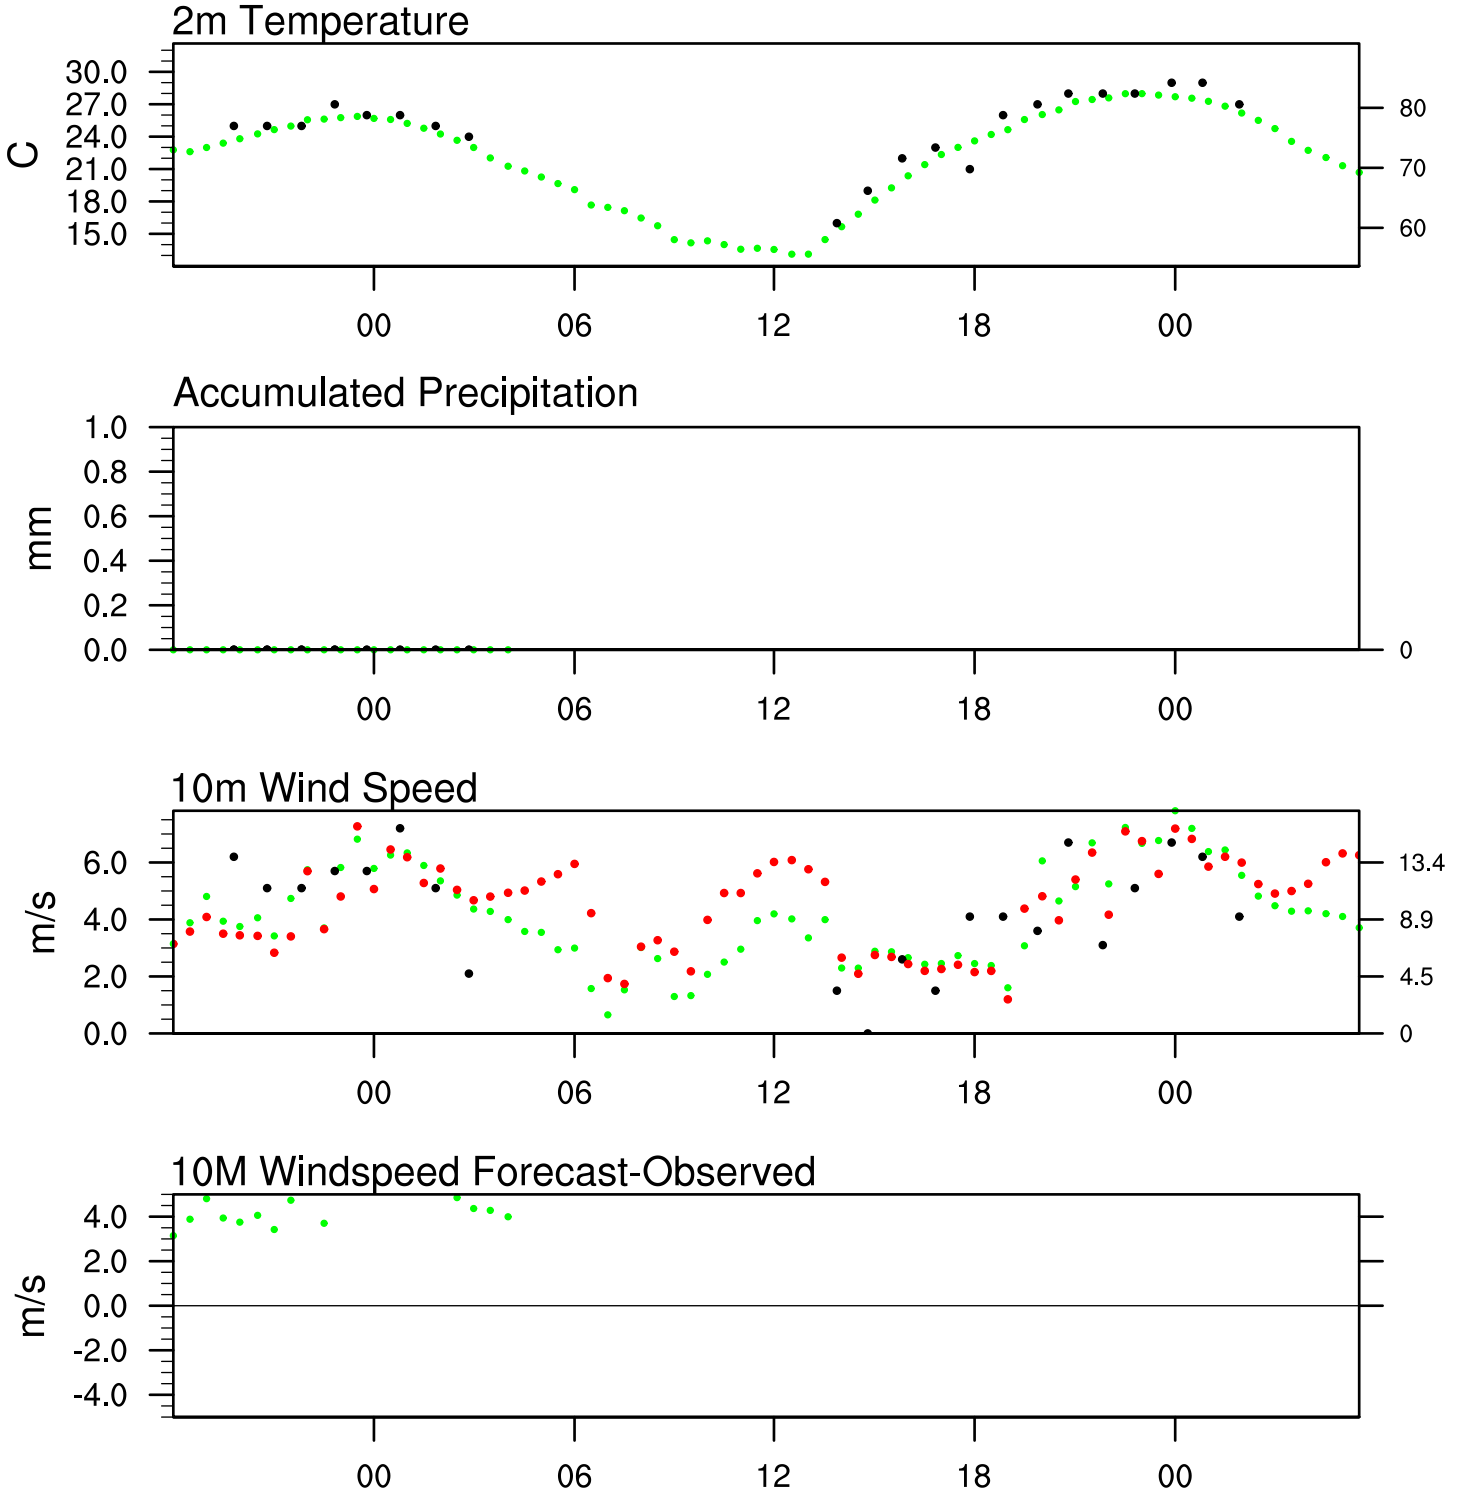 2m Temperature
C
30.0
27.0
24.0
21.0
18.0
15.0
80
70
60
00 06 12 18 00
Accumulated Precipitation
mm
1.0
0.8
0.6
0.4
0.2
0.0
0
00 06 12 18 00
10m Wind Speed
m/s
6.0
4.0
2.0
0.0
13.4
8.9
4.5
0
00 06 12 18 00
10M Windspeed Forecast-Observed
m/s
4.0
2.0
0.0
-2.0
-4.0
00 06 12 18 00